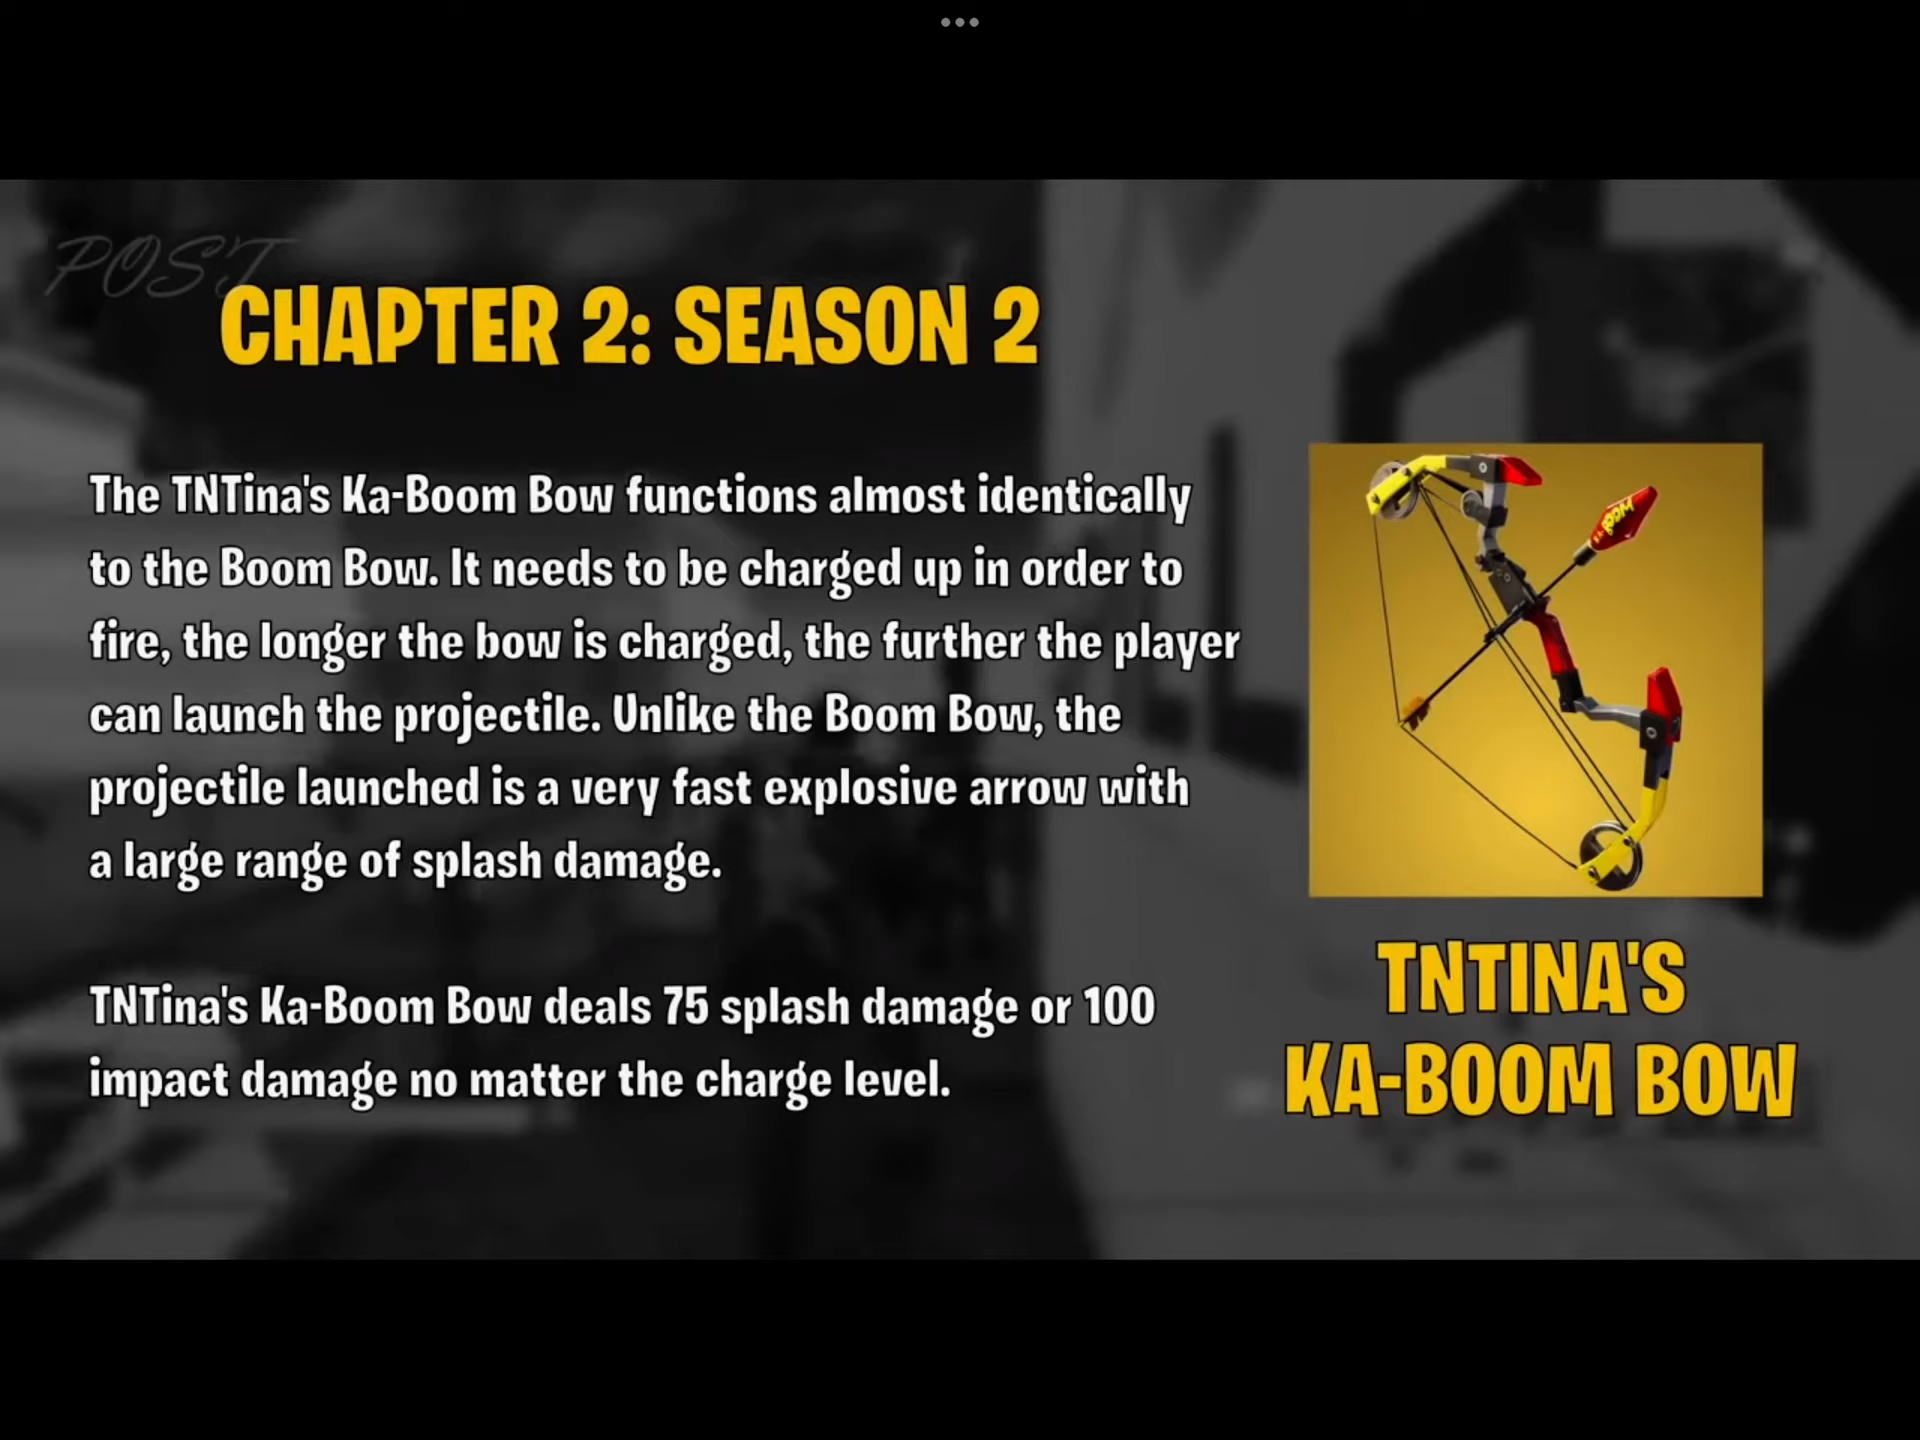 POST
CHAPTER 2: SEASON 2
The TNTina's Ka-Boom Bow functions almost identically
to the Boom Bow. It needs to be charged up in order to
fire, the longer the bow is charged, the further the player
can launch the projectile. Unlike the Boom Bow, the
projectile launched is a very fast explosive arrow with
a large range of splash damage.
TNTina's Ka-Boom Bow deals 75 splash damage or 100
impact damage no matter the charge level.
TNTINA'S
KA-BOOM BOW